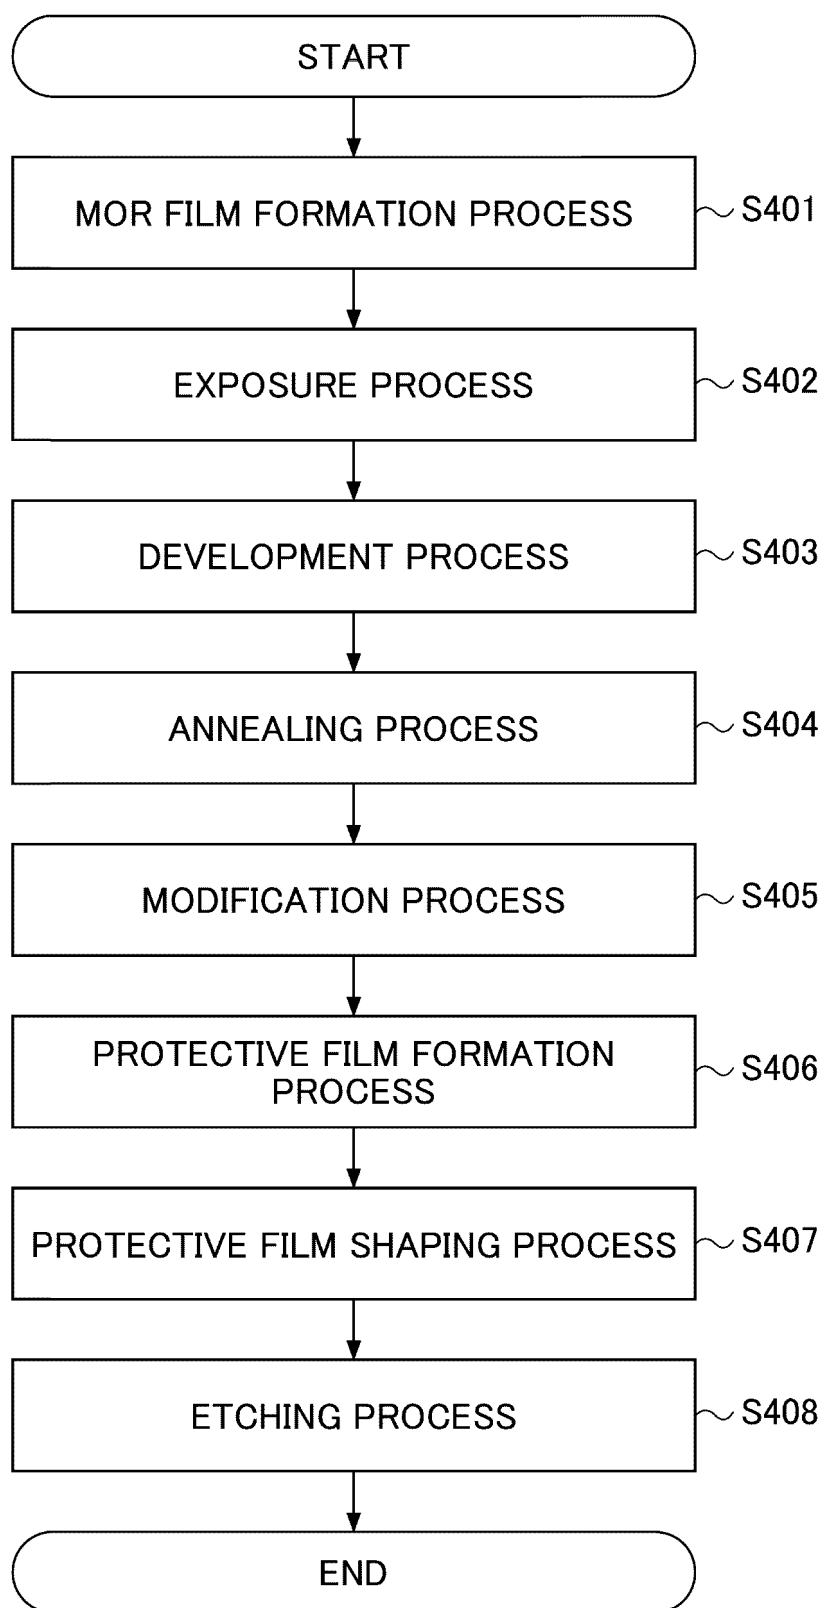 START
MOR FILM FORMATION PROCESS
S401
EXPOSURE PROCESS
S402
DEVELOPMENT PROCESS
S403
ANNEALING PROCESS
S404
MODIFICATION PROCESS
S405
PROTECTIVE FILM FORMATION
PROCESS
S406
PROTECTIVE FILM SHAPING PROCESS
S407
ETCHING PROCESS
S408
END